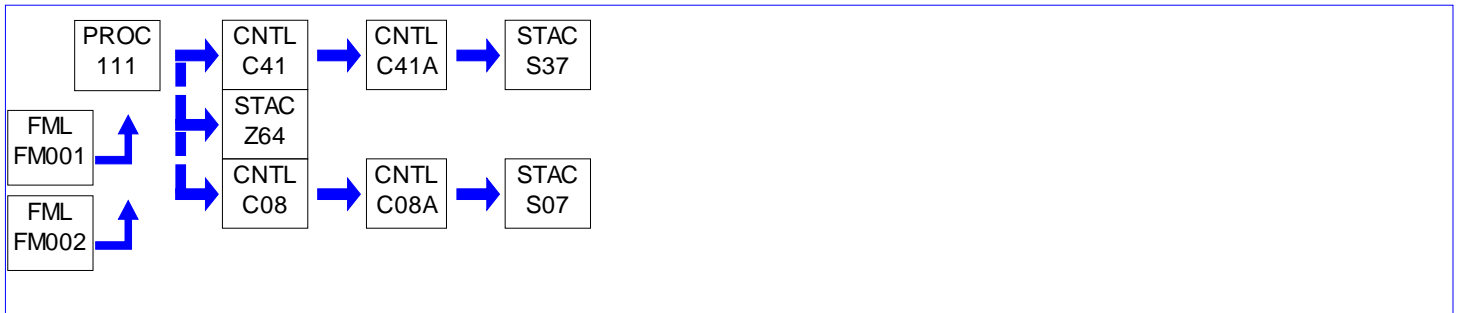 PROC
111
CNTL
C41
CNTL
C41A
STAC
S37
STAC
Z64
FML
FM001
CNTL
C08
CNTL
C08A
STAC
S07
FML
FM002